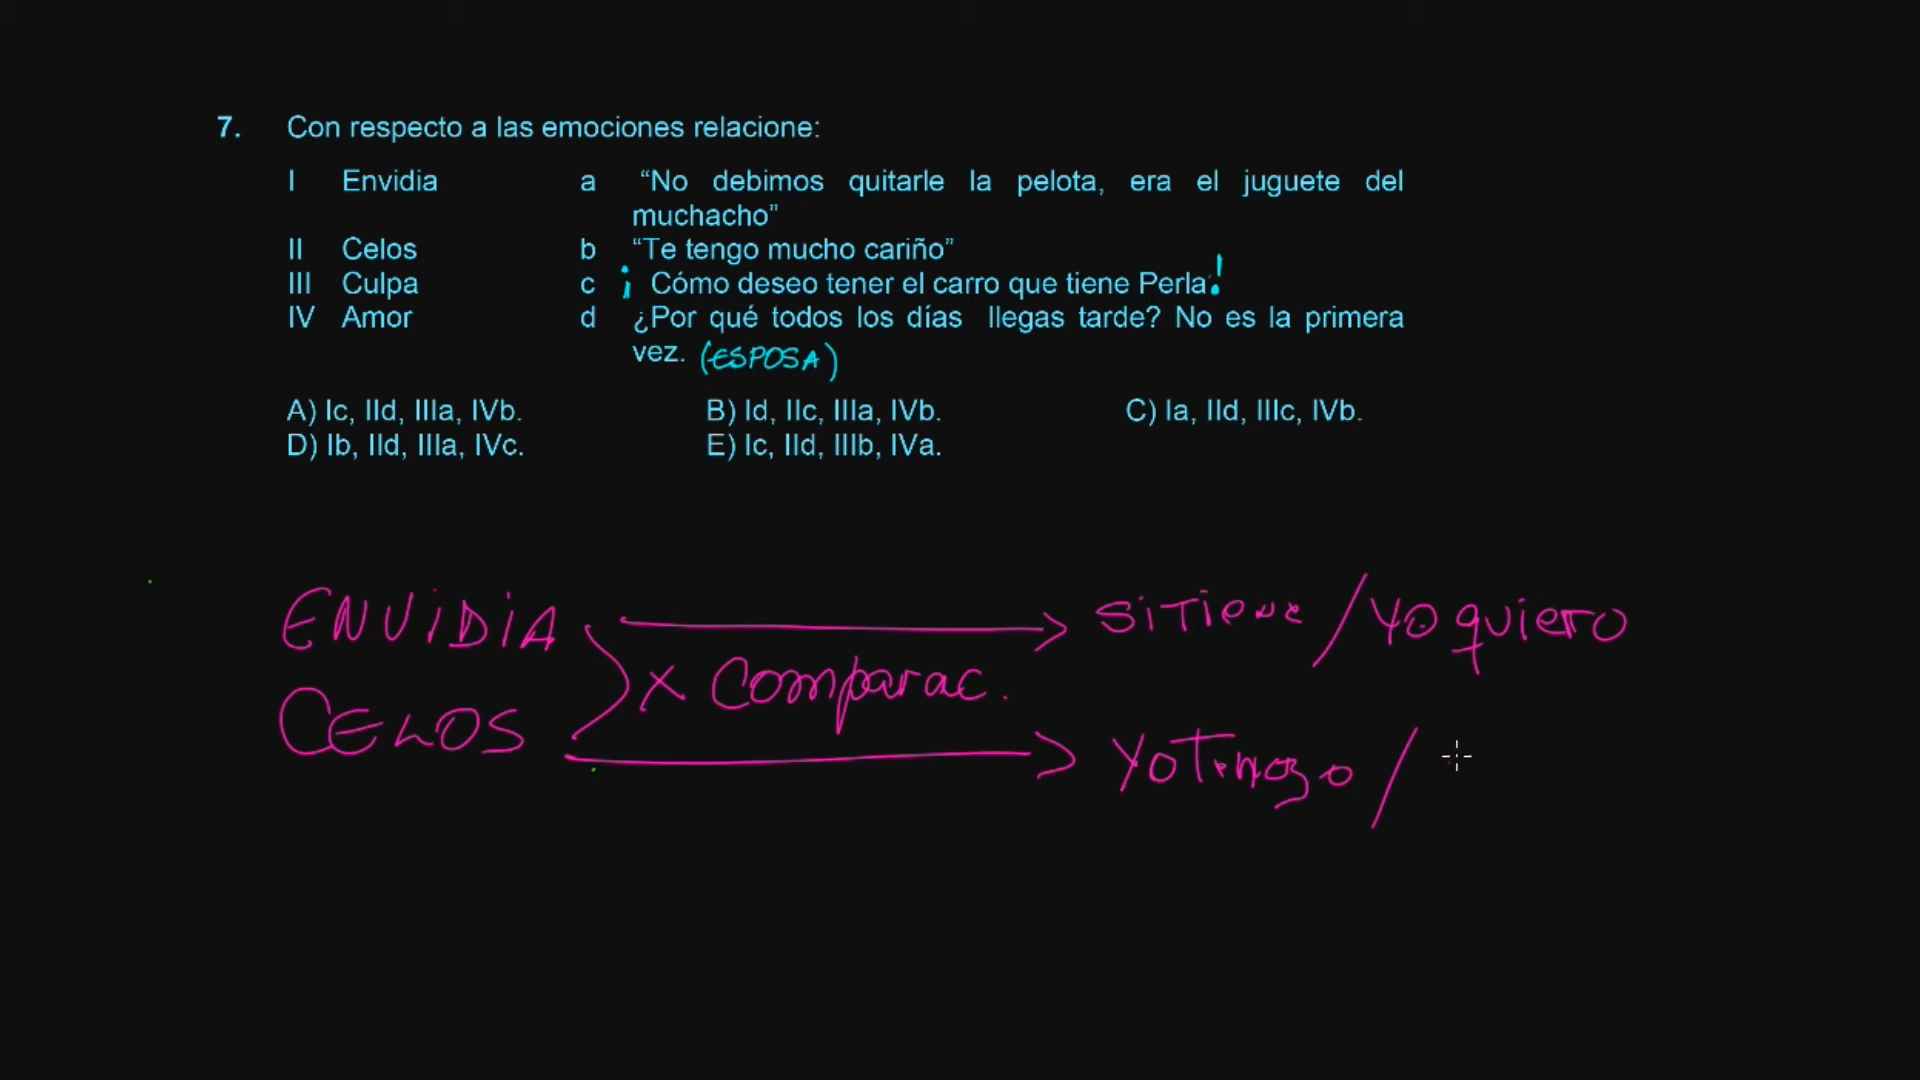 7. Con respecto a las emociones relacione:
I Envidia a “No debimos quitarle la pelota, era el juguete del
muchacho”
II Celos b “Te tengo mucho cariño”
III Culpa c ¡ Cómo deseo tener el carro que tiene Perla!
IV Amor d ¿Por qué todos los días llegas tarde? No es la primera
vez. (ESPOSA)
A) Ic, IId, IIIa, IVb. B) Id, IIc, IIIa, IVb. C) Ia, IId, IIIc, IVb.
D) Ib, IId, IIIa, IVc. E) Ic, IId, IIIb, IVa.
ENViDiA SiTiene / YO quiero
x Comparac.
CELOS YO Tengo /